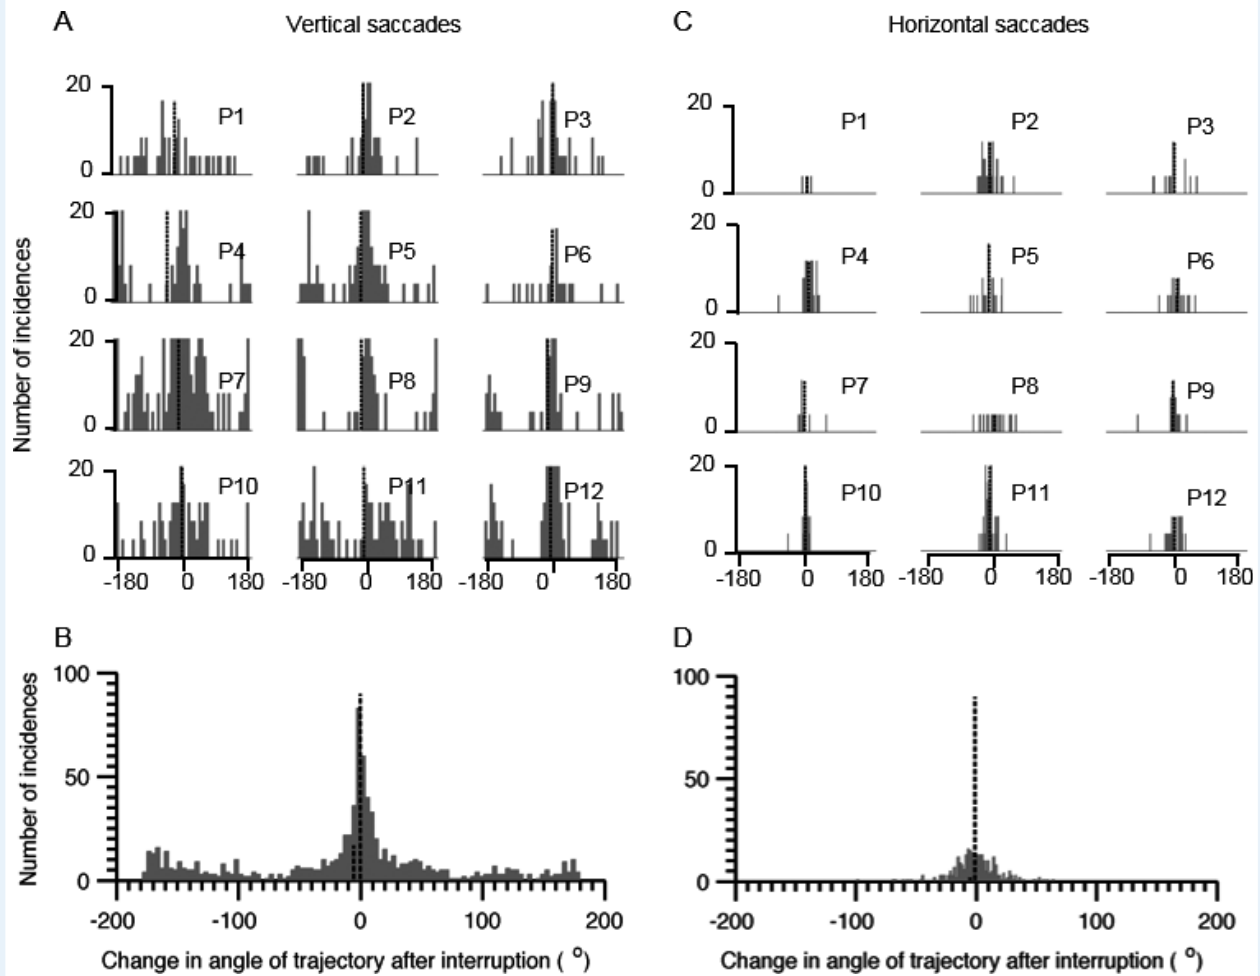 A
Vertical saccades
C
Horizontal saccades
Number of incidences
20
0
P1
P2
P3
20
0
P4
P5
P6
20
0
P7
P8
P9
20
0
P10
P11
P12
-180 0 180
-180 0 180
-180 0 180
20
0
P1
P2
P3
20
0
P4
P5
P6
20
0
P7
P8
P9
20
0
P10
P11
P12
-180 0 180
-180 0 180
-180 0 180
B
Number of incidences
100
50
0
-200 -100 0 100 200
Change in angle of trajectory after interruption ( °)
D
100
50
0
-200 -100 0 100 200
Change in angle of trajectory after interruption ( °)